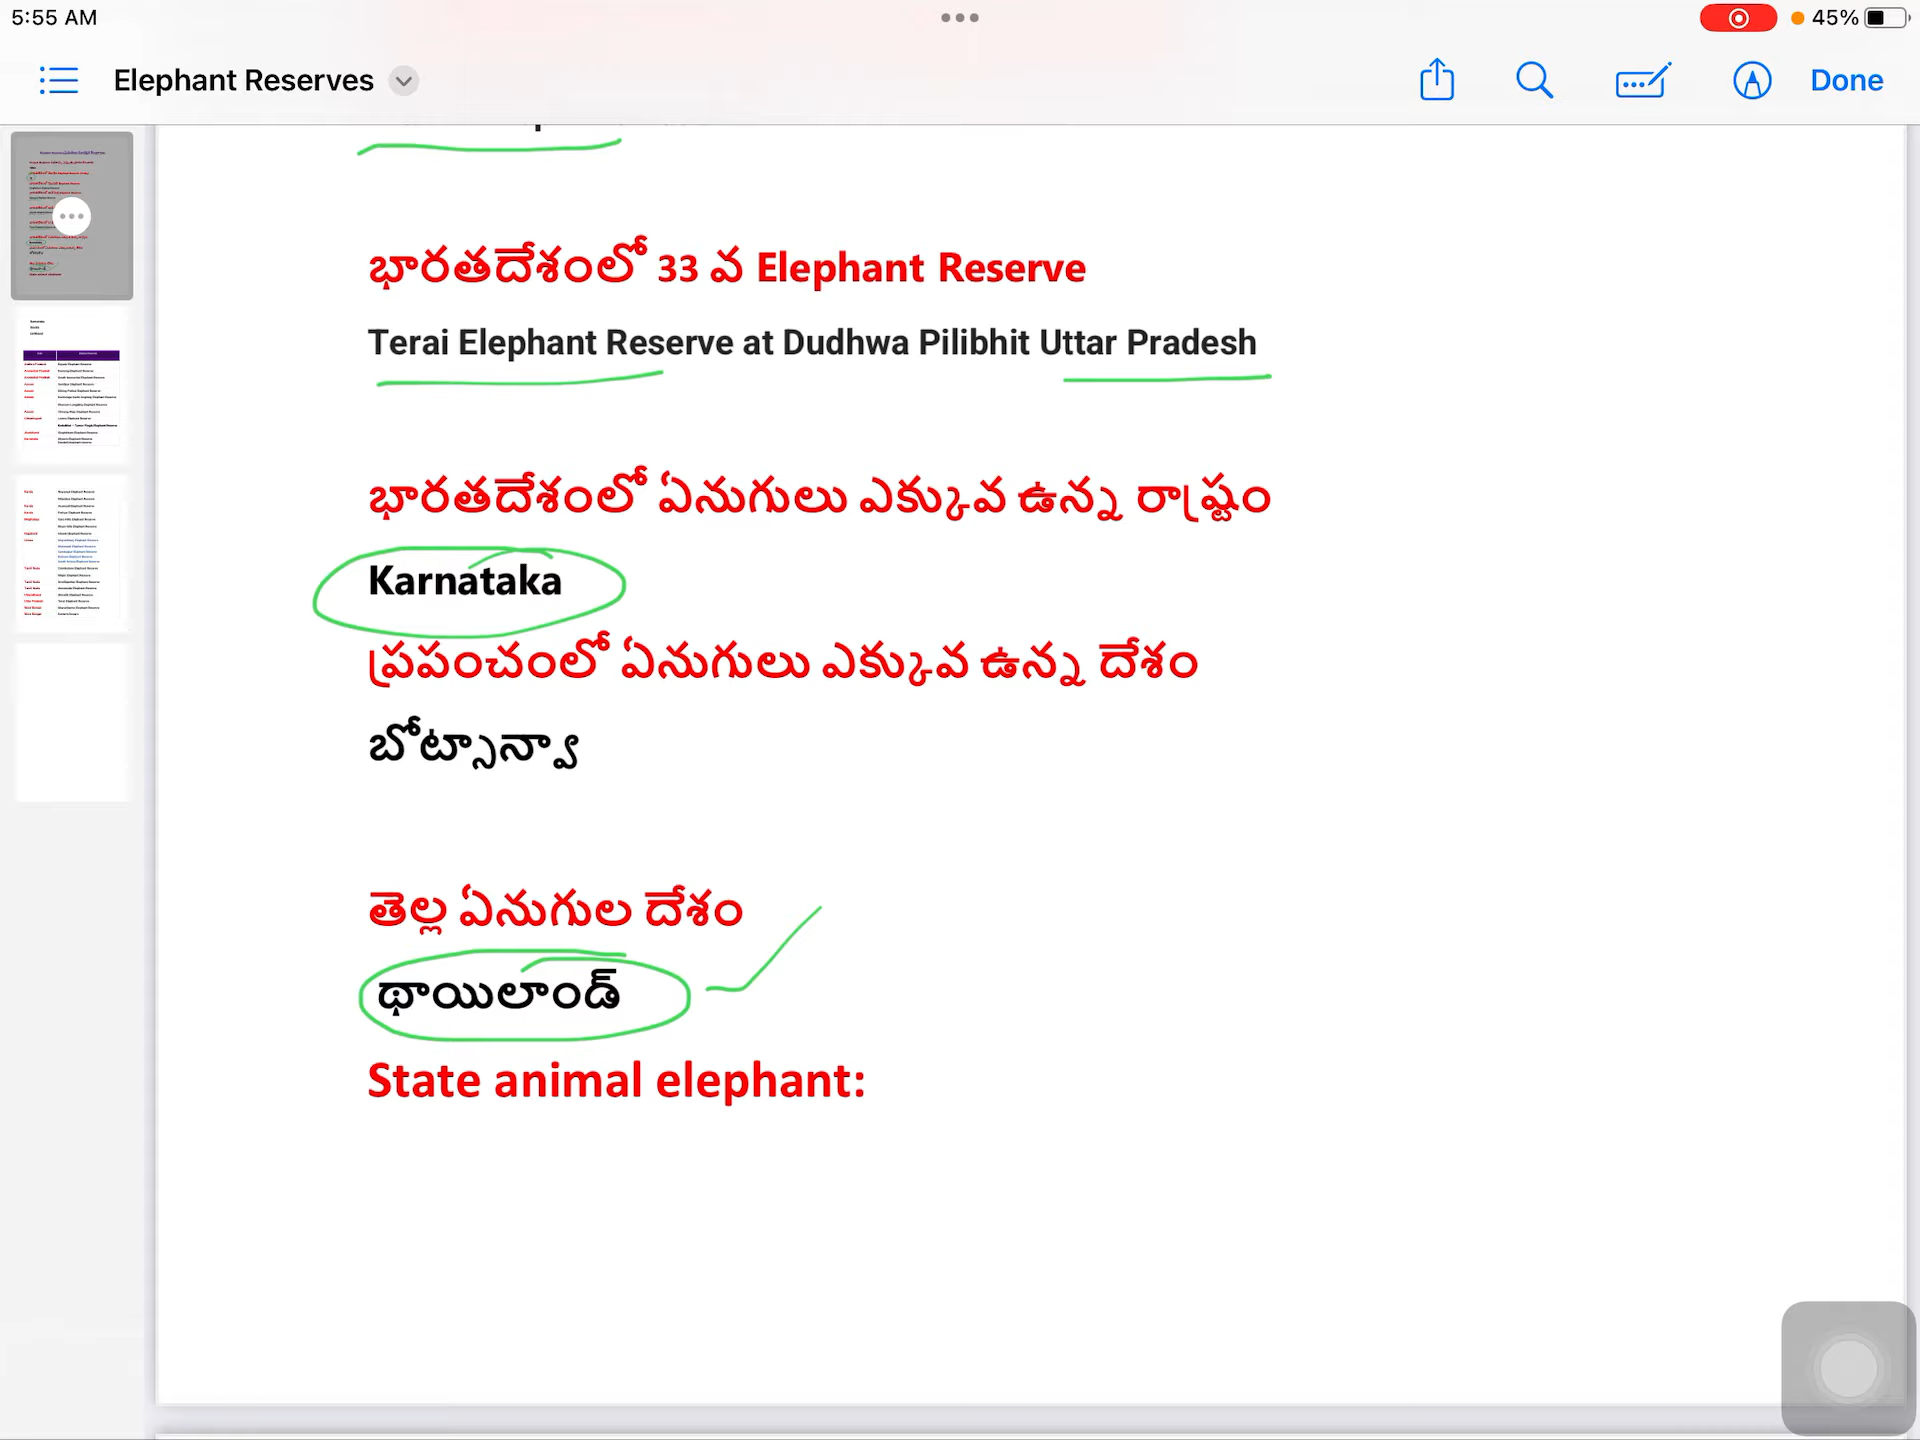 5:55 AM
45%
Elephant Reserves
Done
భారతదేశంలో 33 వ Elephant Reserve
Terai Elephant Reserve at Dudhwa Pilibhit Uttar Pradesh
భారతదేశంలో ఏనుగులు ఎక్కువ ఉన్న రాష్ట్రం
Karnataka
ప్రపంచంలో ఏనుగులు ఎక్కువ ఉన్న దేశం
బోట్సాన్వా
తెల్ల ఏనుగుల దేశం
థాయిలాండ్
State animal elephant: